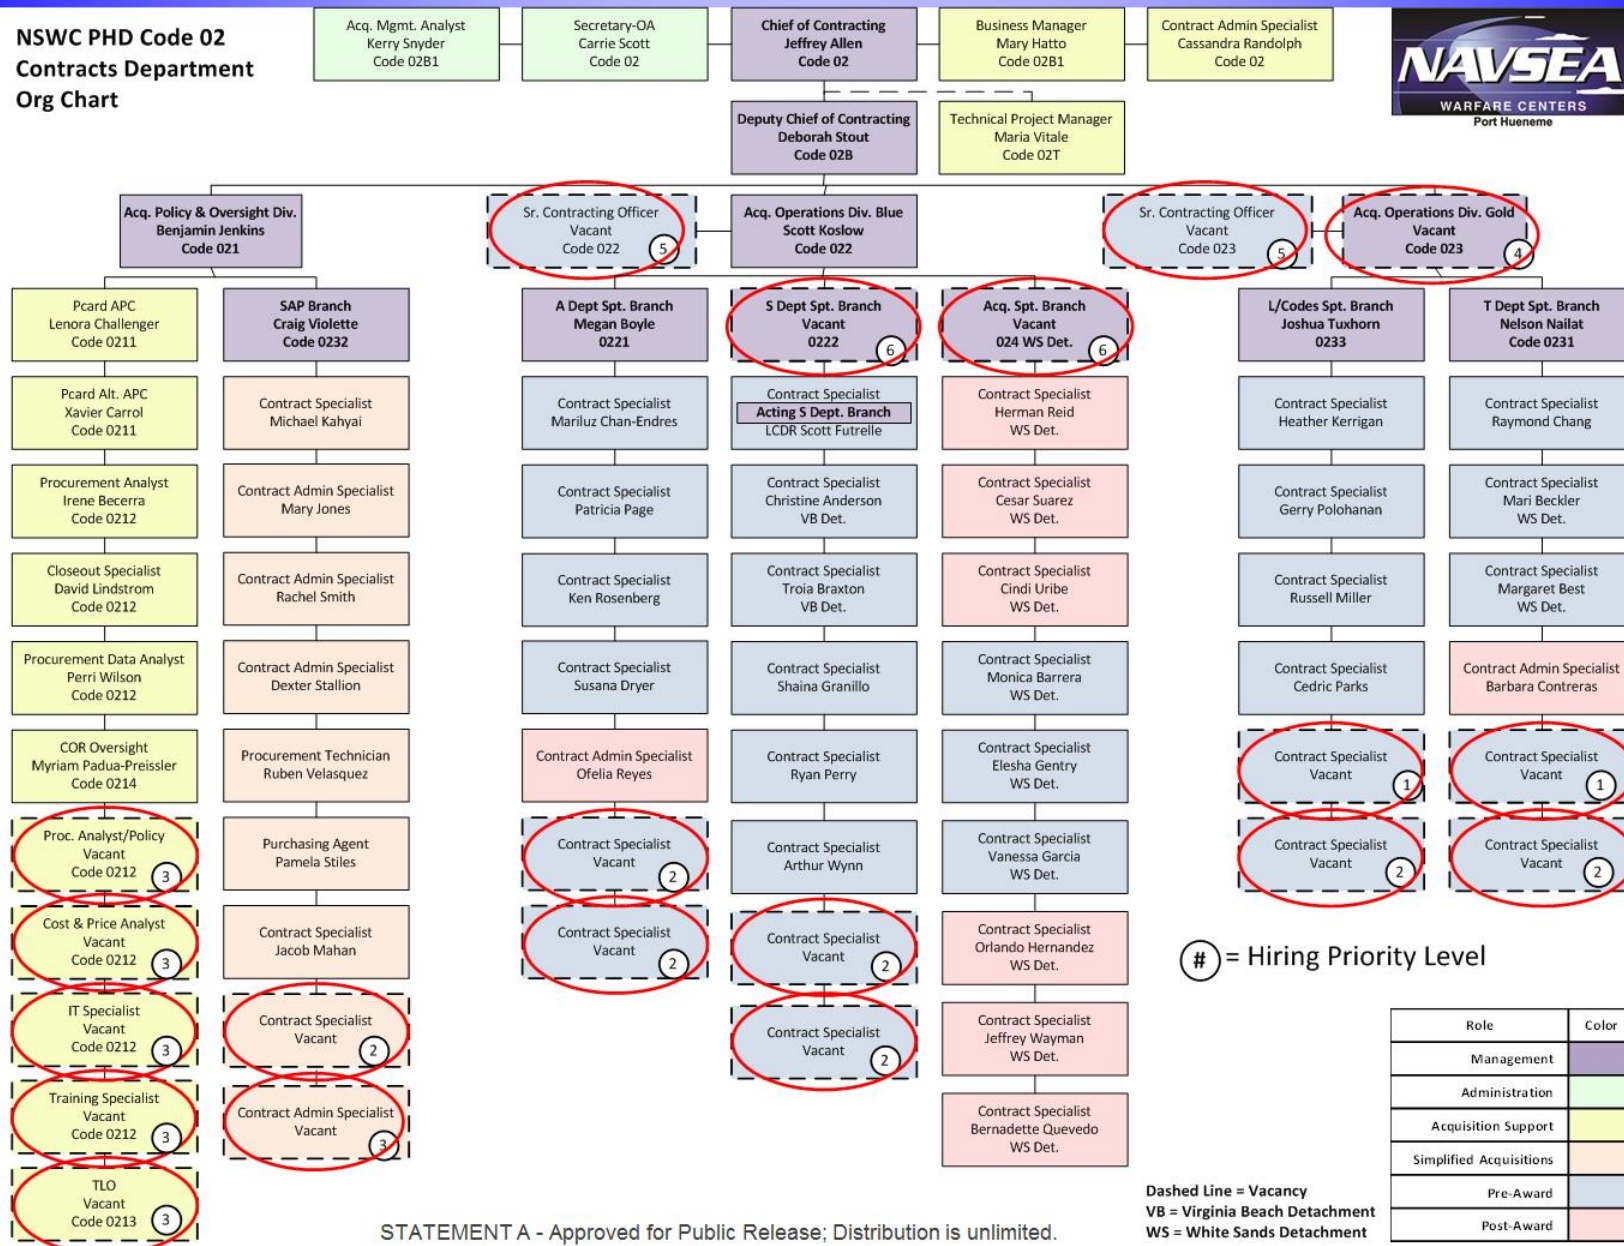 NSWC PHD Code 02
Contracts Department
Org Chart
Acq. Mgmt. Analyst
Kerry Snyder
Code 02B1
Secretary-OA
Carrie Scott
Code 02
Chief of Contracting
Jeffrey Allen
Code 02
Business Manager
Mary Hatto
Code 02B1
Contract Admin Specialist
Cassandra Randolph
Code 02
NAVSEA
WARFARE CENTERS
Port Hueneme
Deputy Chief of Contracting
Deborah Stout
Code 02B
Technical Project Manager
Maria Vitale
Code 02T
Acq. Policy & Oversight Div.
Benjamin Jenkins
Code 021
Sr. Contracting Officer
Vacant
Code 022
5
Acq. Operations Div. Blue
Scott Koslow
Code 022
Sr. Contracting Officer
Vacant
Code 023
5
Acq. Operations Div. Gold
Vacant
Code 023
4
Pcard APC
Lenora Challenger
Code 0211
Pcard Alt. APC
Xavier Carrol
Code 0211
Procurement Analyst
Irene Becerra
Code 0212
Closeout Specialist
David Lindstrom
Code 0212
Procurement Data Analyst
Perri Wilson
Code 0212
COR Oversight
Myriam Padua-Preissler
Code 0214
Proc. Analyst/Policy
Vacant
Code 0212
3
Cost & Price Analyst
Vacant
Code 0212
3
IT Specialist
Vacant
Code 0212
3
Training Specialist
Vacant
Code 0212
3
TLO
Vacant
Code 0213
3
SAP Branch
Craig Violette
Code 0232
Contract Specialist
Michael Kahyai
Contract Admin Specialist
Mary Jones
Contract Admin Specialist
Rachel Smith
Contract Admin Specialist
Dexter Stallion
Procurement Technician
Ruben Velasquez
Purchasing Agent
Pamela Stiles
Contract Specialist
Jacob Mahan
Contract Specialist
Vacant
2
Contract Admin Specialist
Vacant
3
A Dept Spt. Branch
Megan Boyle
0221
Contract Specialist
Mariluz Chan-Endres
Contract Specialist
Patricia Page
Contract Specialist
Ken Rosenberg
Contract Specialist
Susana Dryer
Contract Admin Specialist
Ofelia Reyes
Contract Specialist
Vacant
2
Contract Specialist
Vacant
2
S Dept Spt. Branch
Vacant
0222
6
Contract Specialist
Acting S Dept. Branch
LCDR Scott Futrelle
Contract Specialist
Christine Anderson
VB Det.
Contract Specialist
Troia Braxton
VB Det.
Contract Specialist
Shaina Granillo
Contract Specialist
Ryan Perry
Contract Specialist
Arthur Wynn
Contract Specialist
Vacant
2
Contract Specialist
Vacant
2
Acq. Spt. Branch
Vacant
024 WS Det.
6
Contract Specialist
Herman Reid
WS Det.
Contract Specialist
Cesar Suarez
WS Det.
Contract Specialist
Cindi Uribe
WS Det.
Contract Specialist
Monica Barrera
WS Det.
Contract Specialist
Elesha Gentry
WS Det.
Contract Specialist
Vanessa Garcia
WS Det.
Contract Specialist
Orlando Hernandez
WS Det.
Contract Specialist
Jeffrey Wayman
WS Det.
Contract Specialist
Bernadette Quevedo
WS Det.
L/Codes Spt. Branch
Joshua Tuxhorn
0233
Contract Specialist
Heather Kerrigan
Contract Specialist
Gerry Polohanan
Contract Specialist
Russell Miller
Contract Specialist
Cedric Parks
Contract Specialist
Vacant
1
Contract Specialist
Vacant
2
T Dept Spt. Branch
Nelson Nailat
Code 0231
Contract Specialist
Raymond Chang
Contract Specialist
Mari Beckler
WS Det.
Contract Specialist
Margaret Best
WS Det.
Contract Admin Specialist
Barbara Contreras
Contract Specialist
Vacant
1
Contract Specialist
Vacant
2
# = Hiring Priority Level
Role Color
Management
Administration
Acquisition Support
Simplified Acquisitions
Pre-Award
Post-Award
Dashed Line = Vacancy
VB = Virginia Beach Detachment
WS = White Sands Detachment
STATEMENT A - Approved for Public Release; Distribution is unlimited.